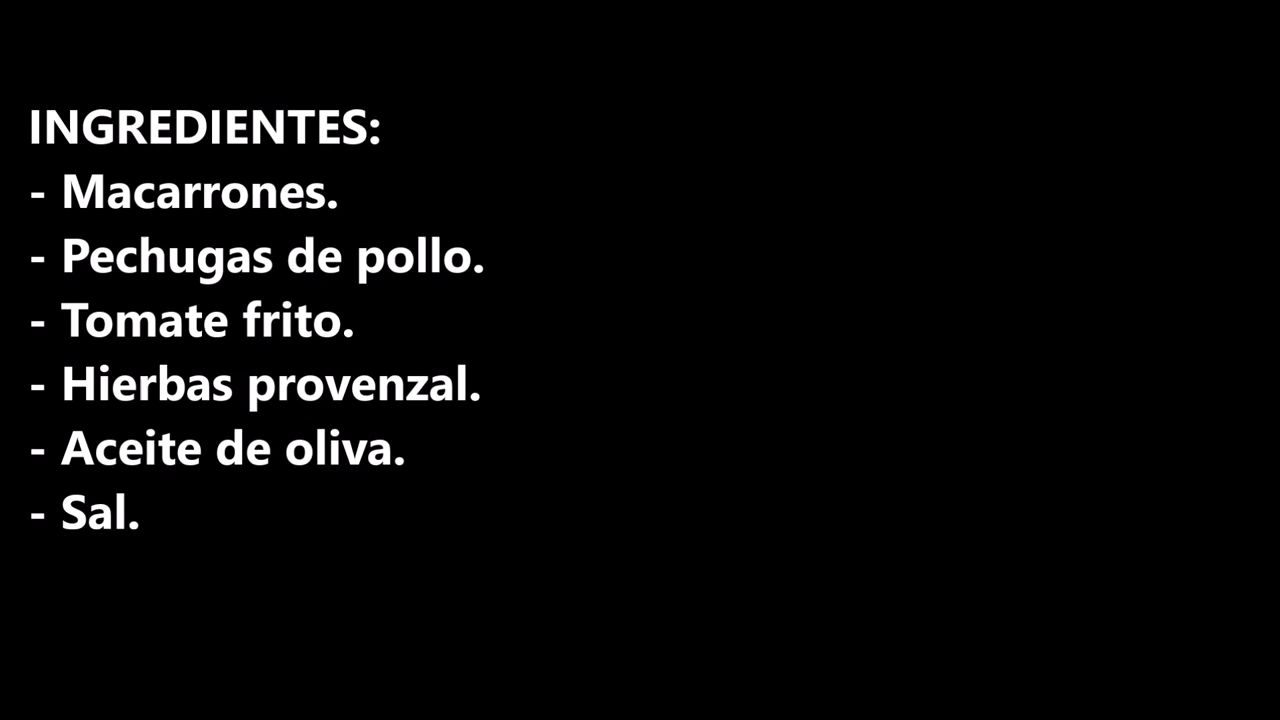 INGREDIENTES:
- Macarrones.
- Pechugas de pollo.
- Tomate frito.
- Hierbas provenzal.
- Aceite de oliva.
- Sal.